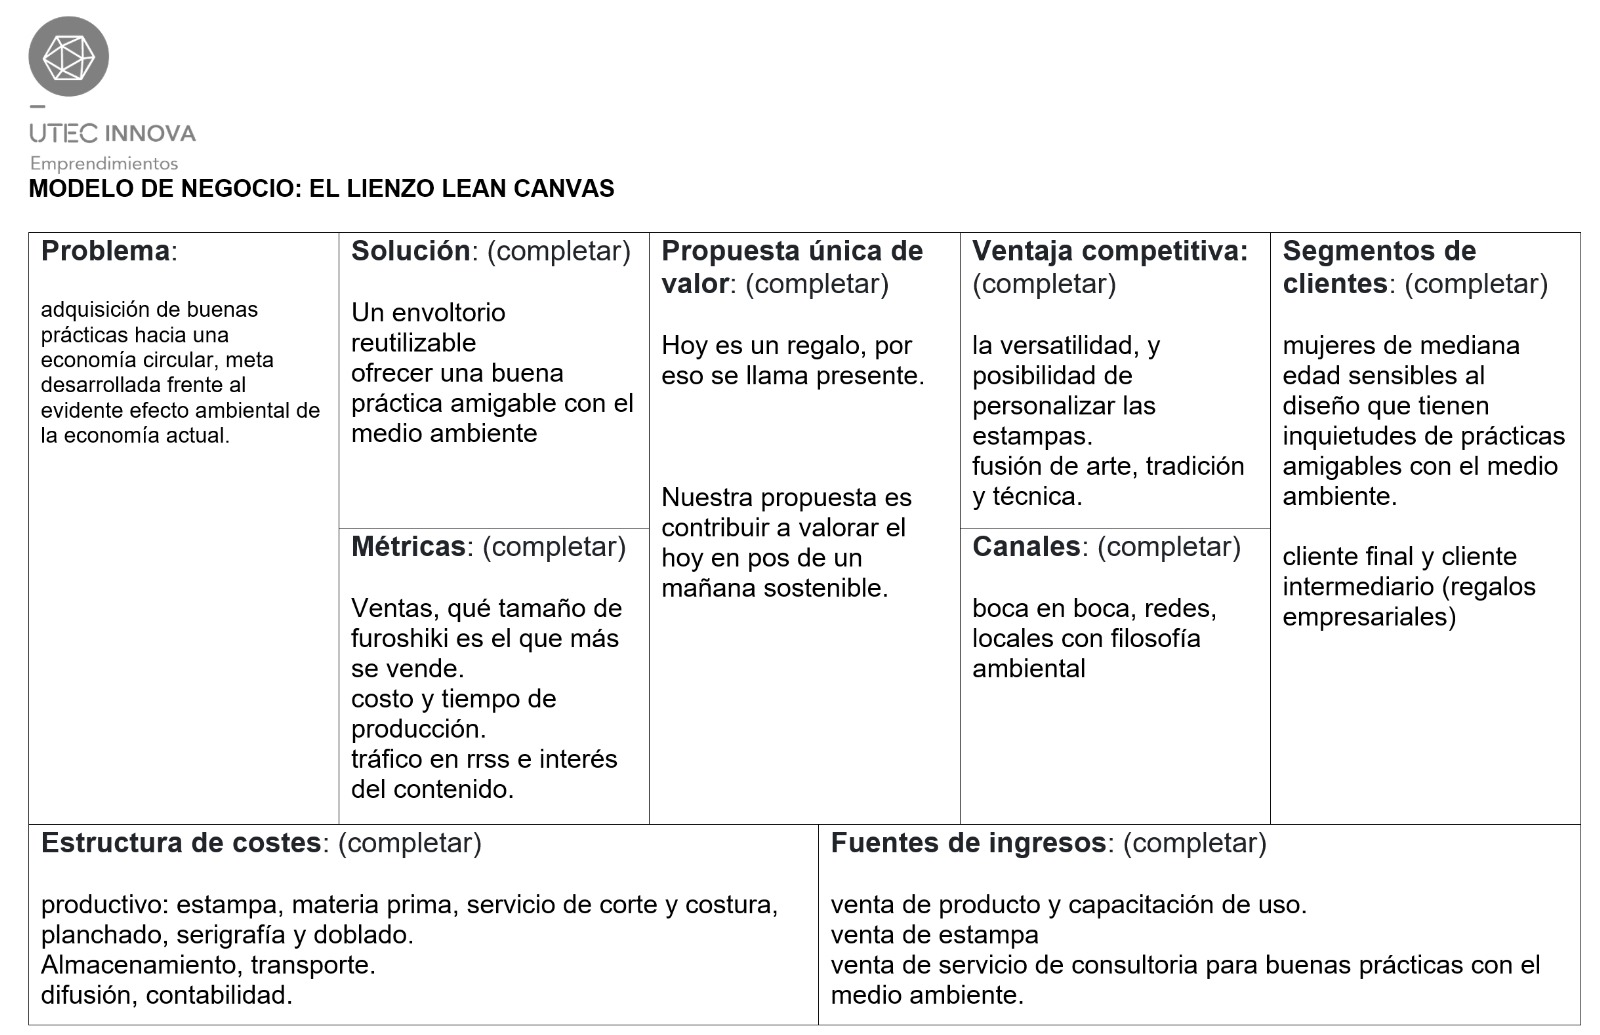 UTEC INNOVA
Emprendimientos
MODELO DE NEGOCIO: EL LIENZO LEAN CANVAS
Problema:
adquisición de buenas
prácticas hacia una
economía circular, meta
desarrollada frente al
evidente efecto ambiental de
la economía actual.
Solución: (completar)
Un envoltorio
reutilizable
ofrecer una buena
práctica amigable con el
medio ambiente
Métricas: (completar)
Ventas, qué tamaño de
furoshiki es el que más
se vende.
costo y tiempo de
producción.
tráfico en rrss e interés
del contenido.
Propuesta única de
valor: (completar)
Hoy es un regalo, por
eso se llama presente.
Nuestra propuesta es
contribuir a valorar el
hoy en pos de un
mañana sostenible.
Ventaja competitiva:
(completar)
la versatilidad, y
posibilidad de
personalizar las
estampas.
fusión de arte, tradición
y técnica.
Canales: (completar)
boca en boca, redes,
locales con filosofía
ambiental
Segmentos de
clientes: (completar)
mujeres de mediana
edad sensibles al
diseño que tienen
inquietudes de prácticas
amigables con el medio
ambiente.
cliente final y cliente
intermediario (regalos
empresariales)
Estructura de costes: (completar)
productivo: estampa, materia prima, servicio de corte y costura,
planchado, serigrafía y doblado.
Almacenamiento, transporte.
difusión, contabilidad.
Fuentes de ingresos: (completar)
venta de producto y capacitación de uso.
venta de estampa
venta de servicio de consultoria para buenas prácticas con el
medio ambiente.